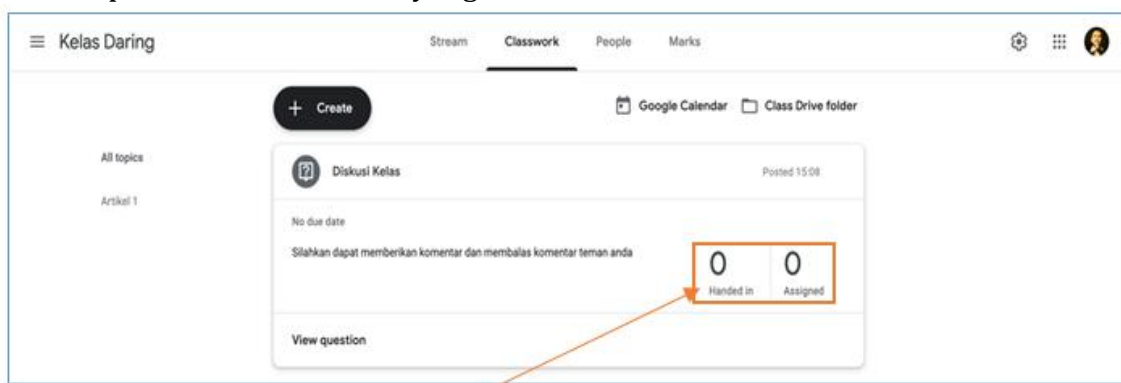 Kelas Daring
Stream Classwork People Marks
+ Create
Google Calendar Class Drive folder
All topics
Artikel 1
Diskusi Kelas
Posted 15:08
No due date
Silahkan dapat memberikan komentar dan membalas komentar teman anda
0 0
Handed in Assigned
View question